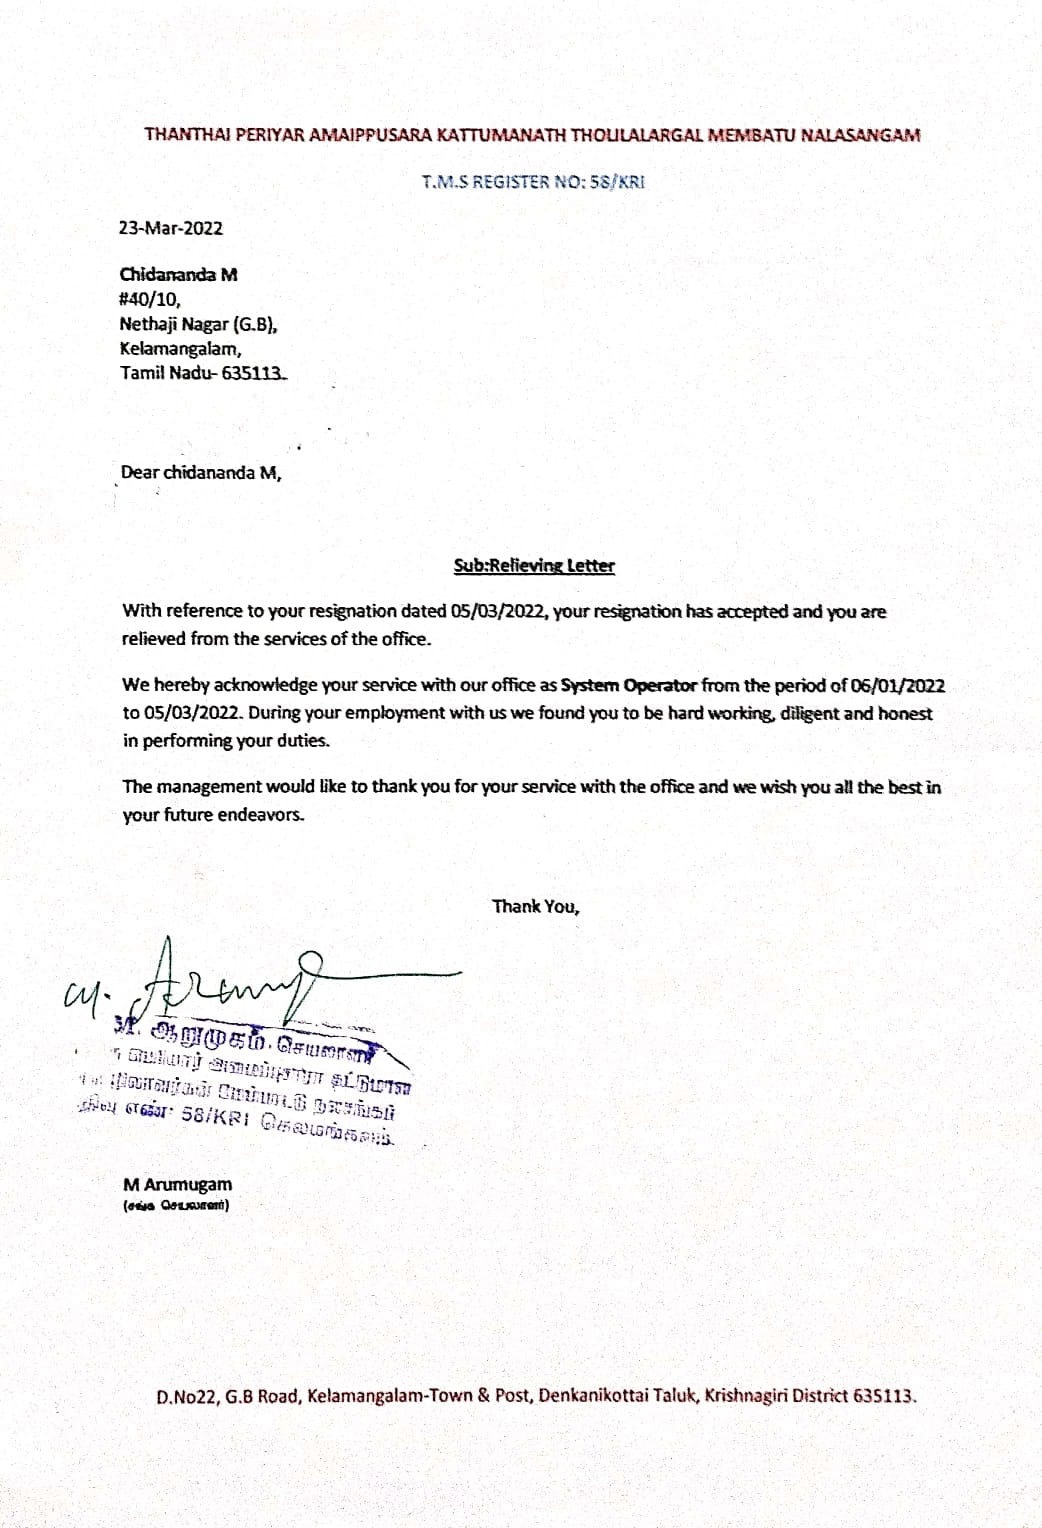 THANTHAI PERIYAR AMAIPPUSARA KATTUMANATH THOLILALARGAL MEMBATU NALASANGAM
T.M.S REGISTER NO: 58/KRI
23-Mar-2022
Chidananda M
#40/10,
Nethaji Nagar (G.B),
Kelamangalam,
Tamil Nadu- 635113.
Dear chidananda M,
Sub:Relieving Letter
With reference to your resignation dated 05/03/2022, your resignation has accepted and you are
relieved from the services of the office.
We hereby acknowledge your service with our office as System Operator from the period of 06/01/2022
to 05/03/2022. During your employment with us we found you to be hard working, diligent and honest
in performing your duties.
The management would like to thank you for your service with the office and we wish you all the best in
your future endeavors.
Thank You,
ஆறுமுகம். செயலாளர்
பெரியார் அமைப்புசாரா கட்டுமான
மேம்பாட்டு நலசங்கம்
எண்: 58/KRI கெலமங்கலம்.
M Arumugam
(சங்க செயலாளர்)
D.No22, G.B Road, Kelamangalam-Town & Post, Denkanikottai Taluk, Krishnagiri District 635113.